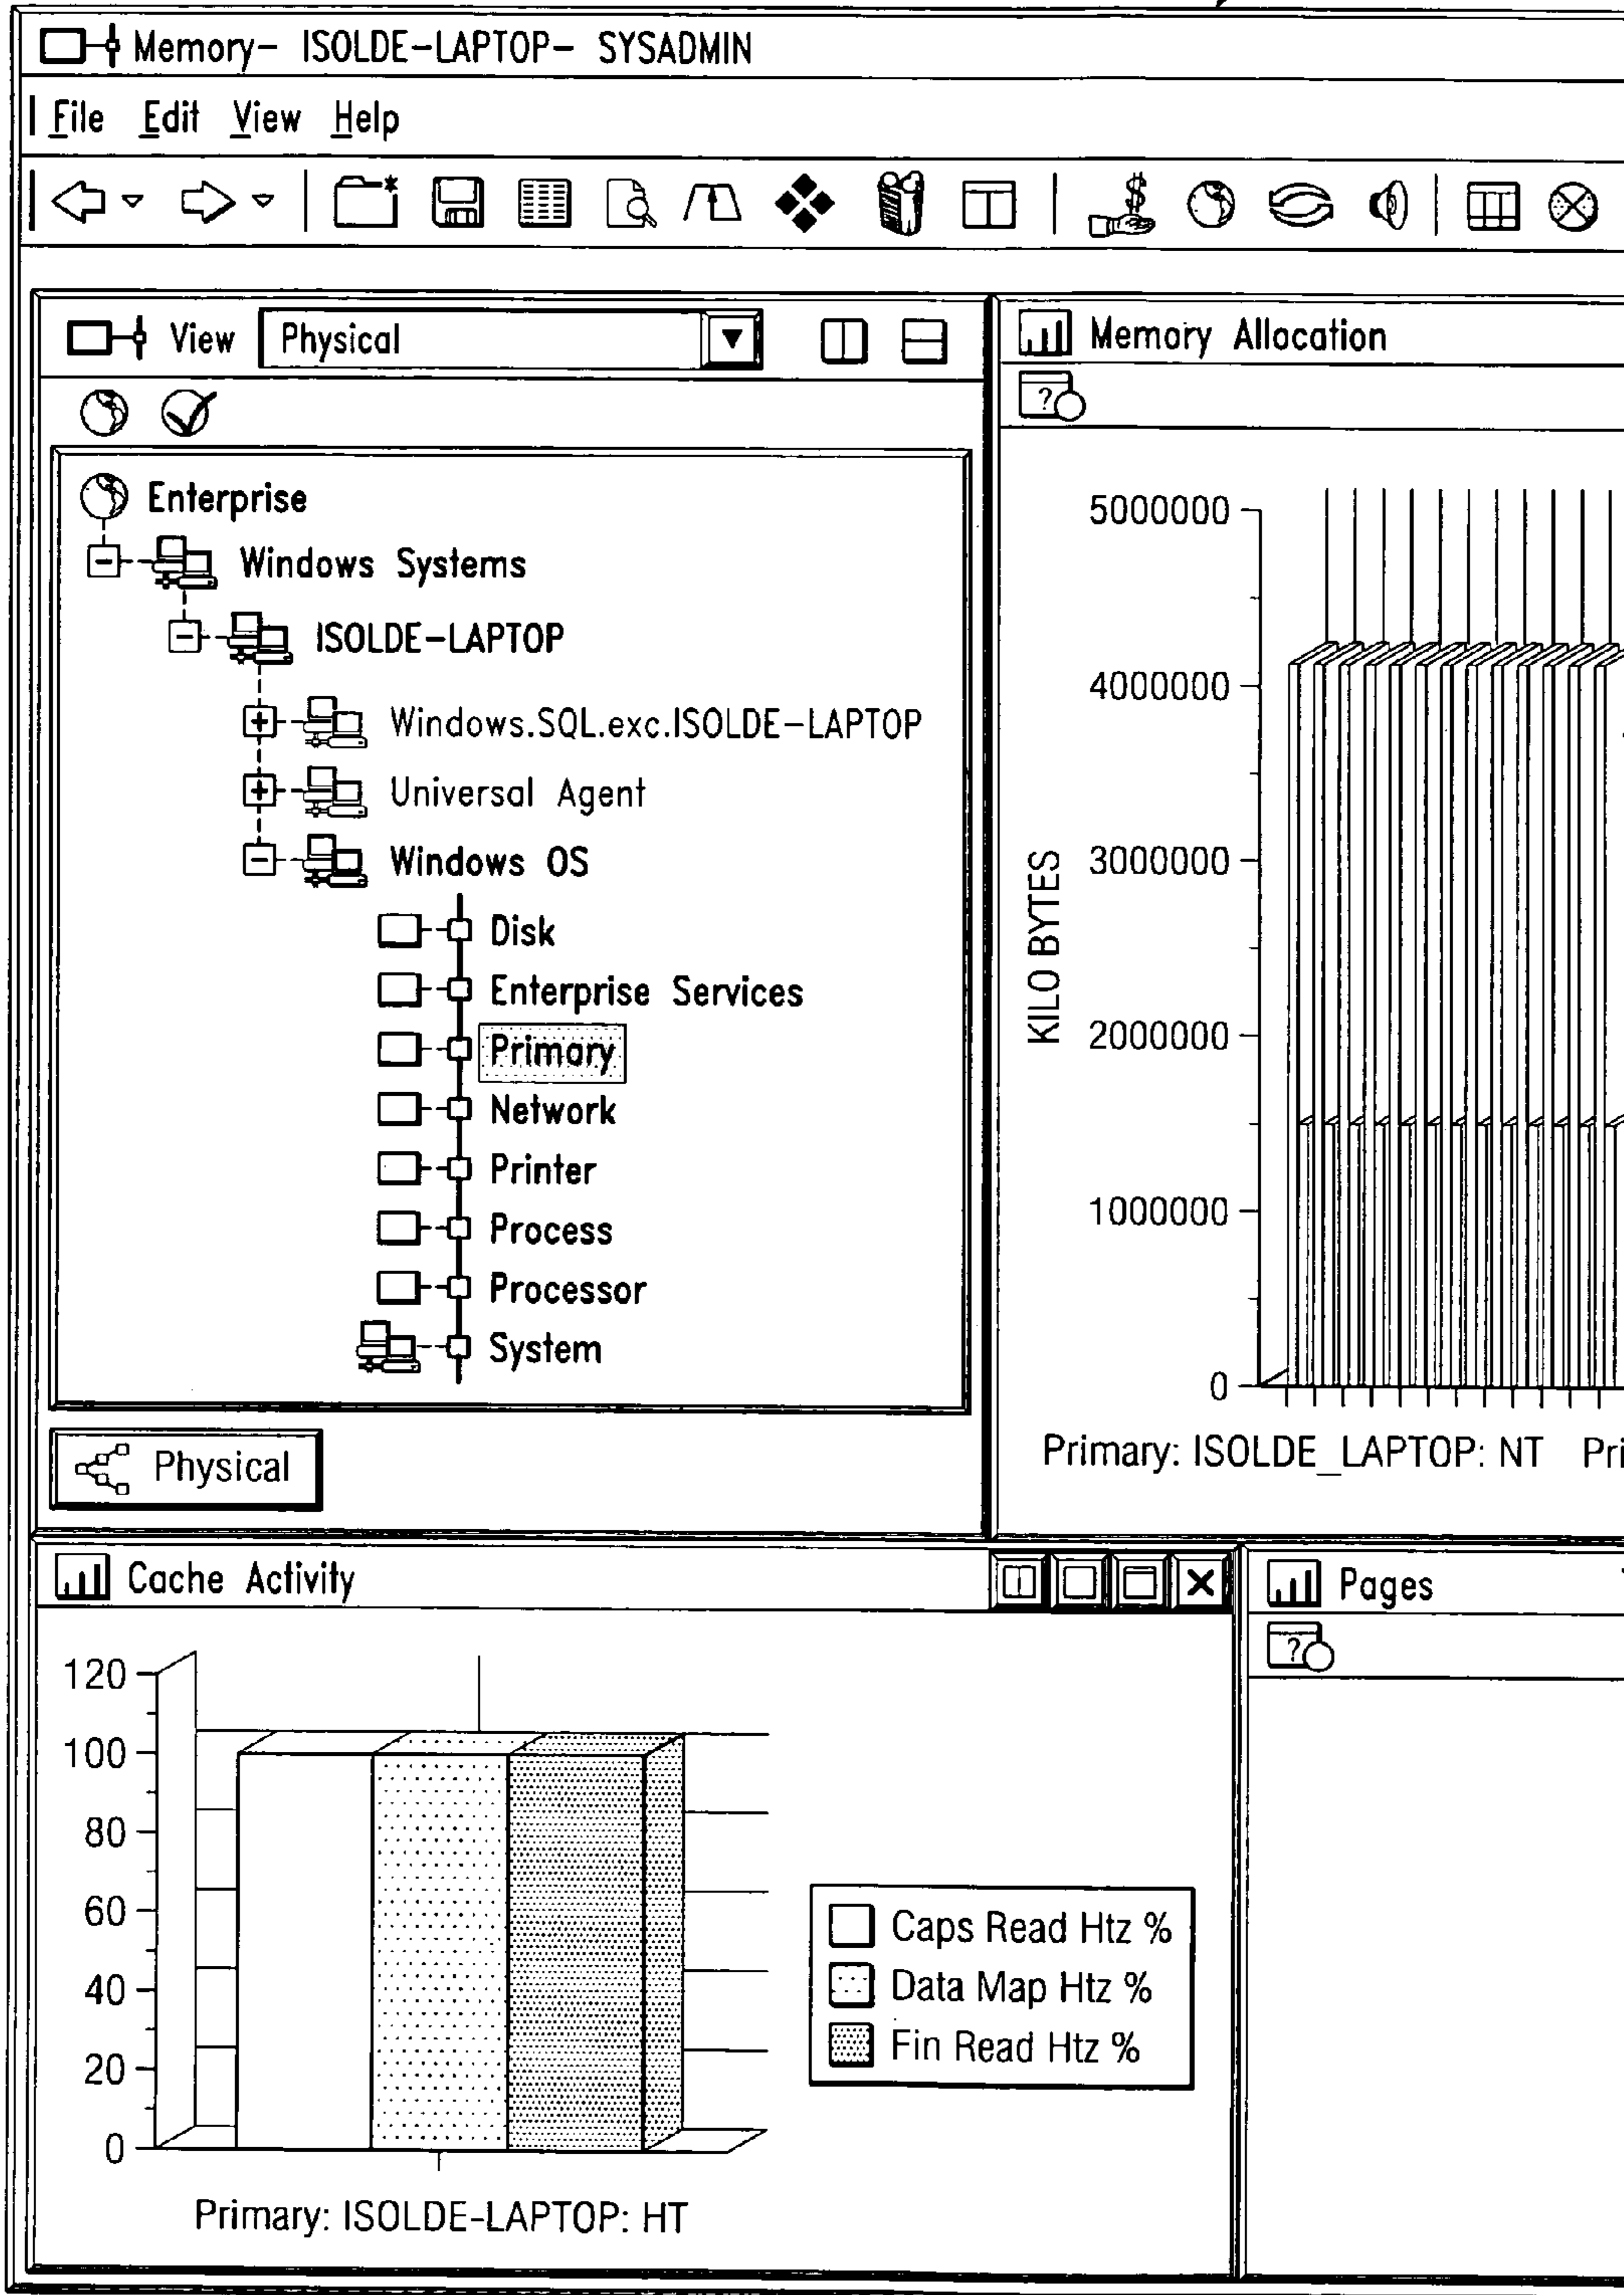 Memory- ISOLDE-LAPTOP- SYSADMIN
File Edit View Help
View Physical
Enterprise
Windows Systems
ISOLDE-LAPTOP
Windows.SQL.exc.ISOLDE-LAPTOP
Universal Agent
Windows OS
Disk
Enterprise Services
Primary
Network
Printer
Process
Processor
System
Physical
Memory Allocation
?
5000000
4000000
3000000
2000000
1000000
0
KILO BYTES
Primary: ISOLDE_LAPTOP: NT Pri
Cache Activity
120
100
80
60
40
20
0
Caps Read Htz %
Data Map Htz %
Fin Read Htz %
Primary: ISOLDE-LAPTOP: HT
Pages
?